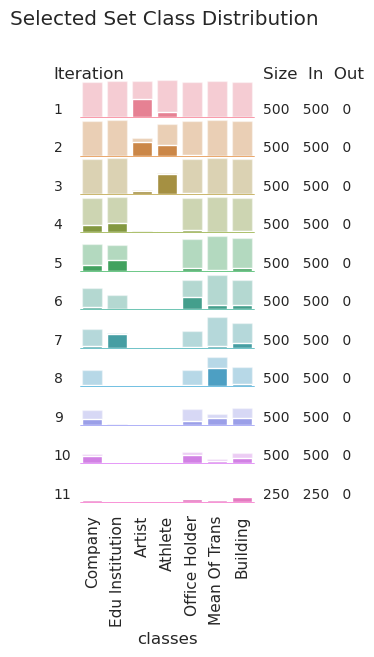 Selected Set Class Distribution
Iteration Size In Out
1 500 500 0
2 500 500 0
3 500 500 0
4 500 500 0
5 500 500 0
6 500 500 0
7 500 500 0
8 500 500 0
9 500 500 0
10 500 500 0
11 250 250 0
Company
Edu Institution
Artist
Athlete
Office Holder
Mean Of Trans
Building
classes